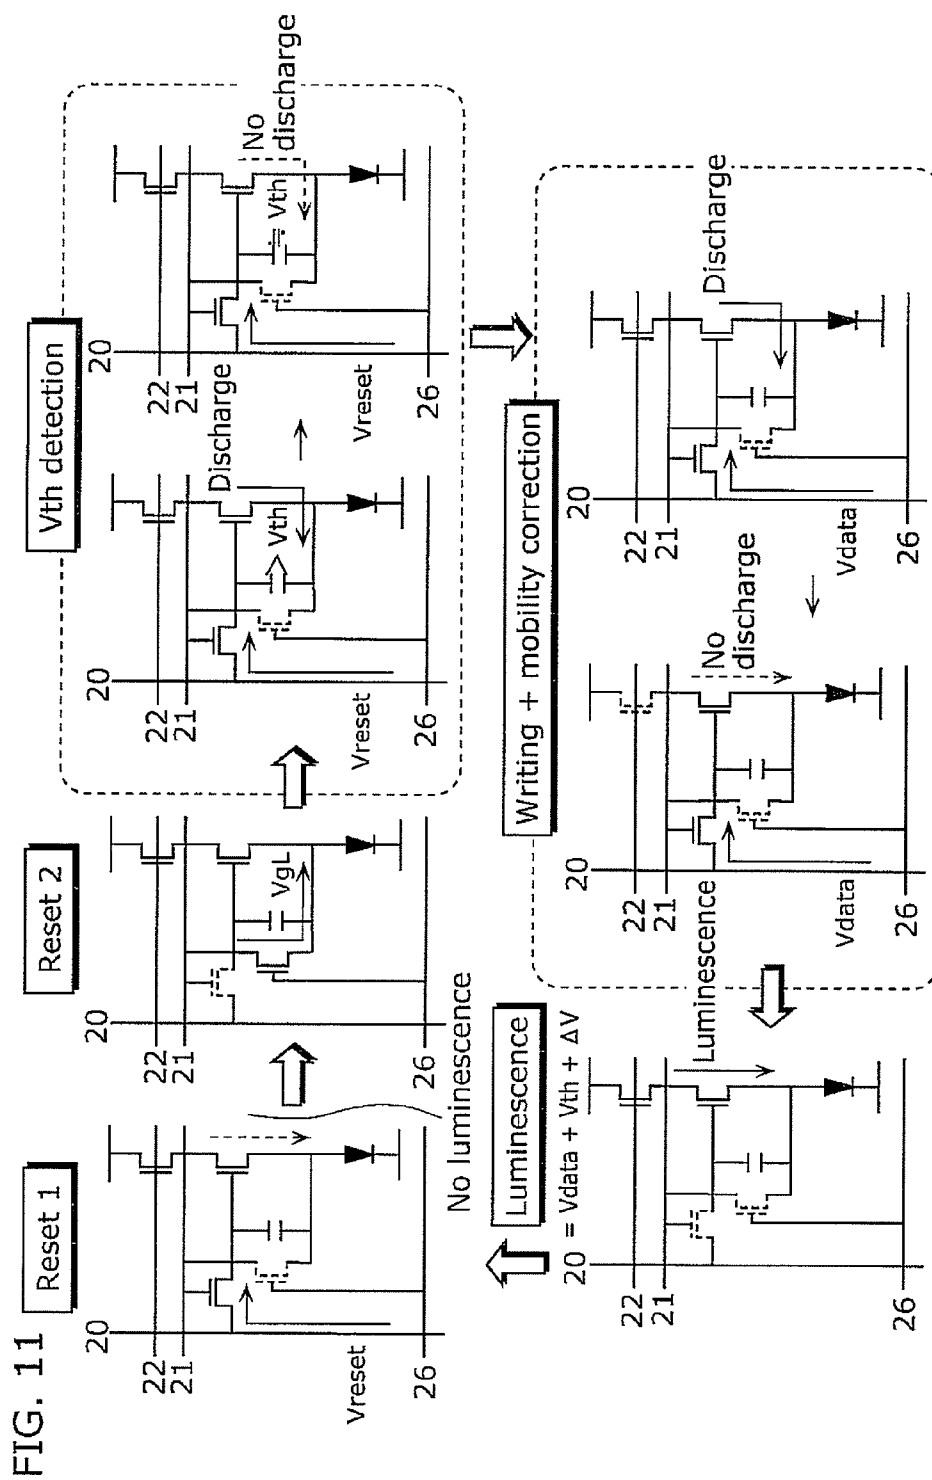 FIG. 11
Reset 1
20
22
21
Vreset
26
No luminescence
Reset 2
20
22
21
VgL
26
Vth detection
20
22
21
Discharge
Vth
Vreset
26
20
22
21
No
discharge
Vth
Vreset
26
Writing + mobility correction
20
22
21
Discharge
Vdata
26
20
22
21
No
discharge
Vdata
26
Luminescence
20 = Vdata + Vth + ΔV
22
21
Luminescence
26